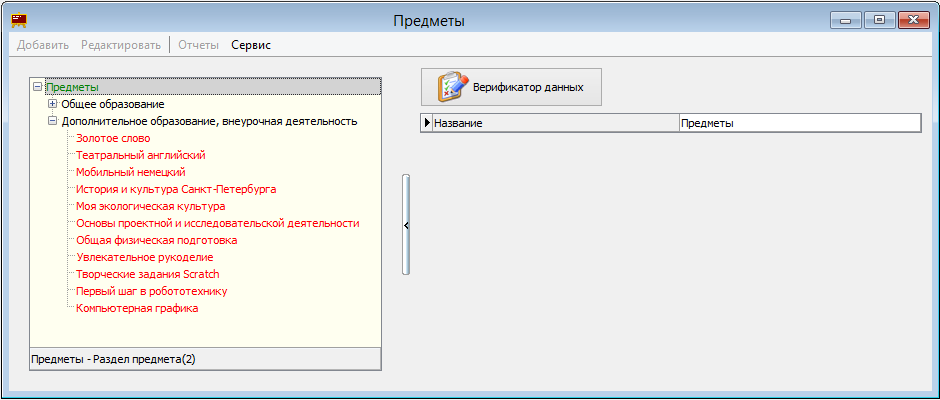 Предметы
Добавить Редактировать Отчеты Сервис
Предметы
Общее образование
Дополнительное образование, внеурочная деятельность
Золотое слово
Театральный английский
Мобильный немецкий
История и культура Санкт-Петербурга
Моя экологическая культура
Основы проектной и исследовательской деятельности
Общая физическая подготовка
Увлекательное рукоделие
Творческие задания Scratch
Первый шаг в робототехнику
Компьютерная графика
Предметы - Раздел предмета(2)
Верификатор данных
Название Предметы